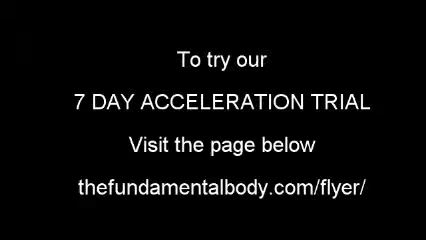 To try our
7 DAY ACCELERATION TRIAL
Visit the page below
thefundamentalbody.com/flyer/